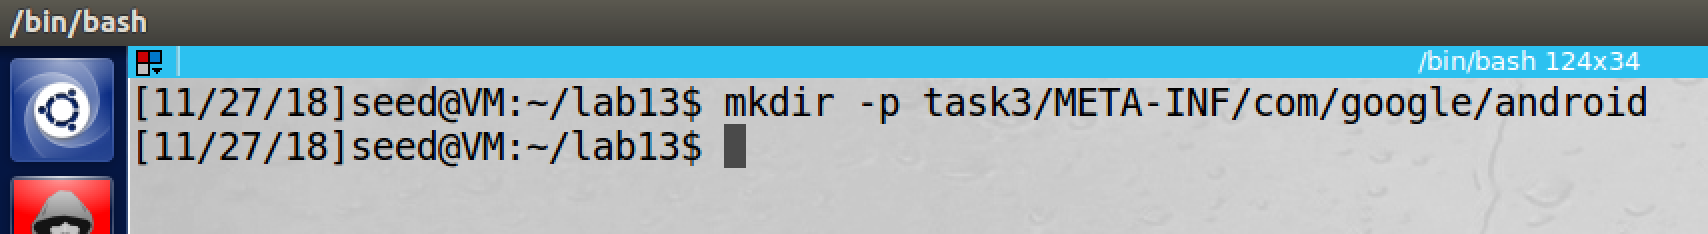 /bin/bash
/bin/bash 124x34
[11/27/18]seed@VM:~/lab13$ mkdir -p task3/META-INF/com/google/android
[11/27/18]seed@VM:~/lab13$